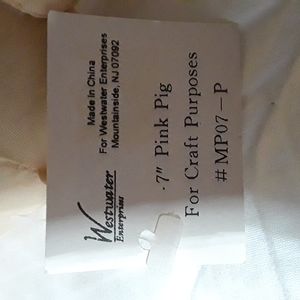 Westwater
Enterprises
Made in China
For Westwater Enterprises
Mountainside, NJ 07092
.7" Pink Pig
For Craft Purposes
#MP07-P